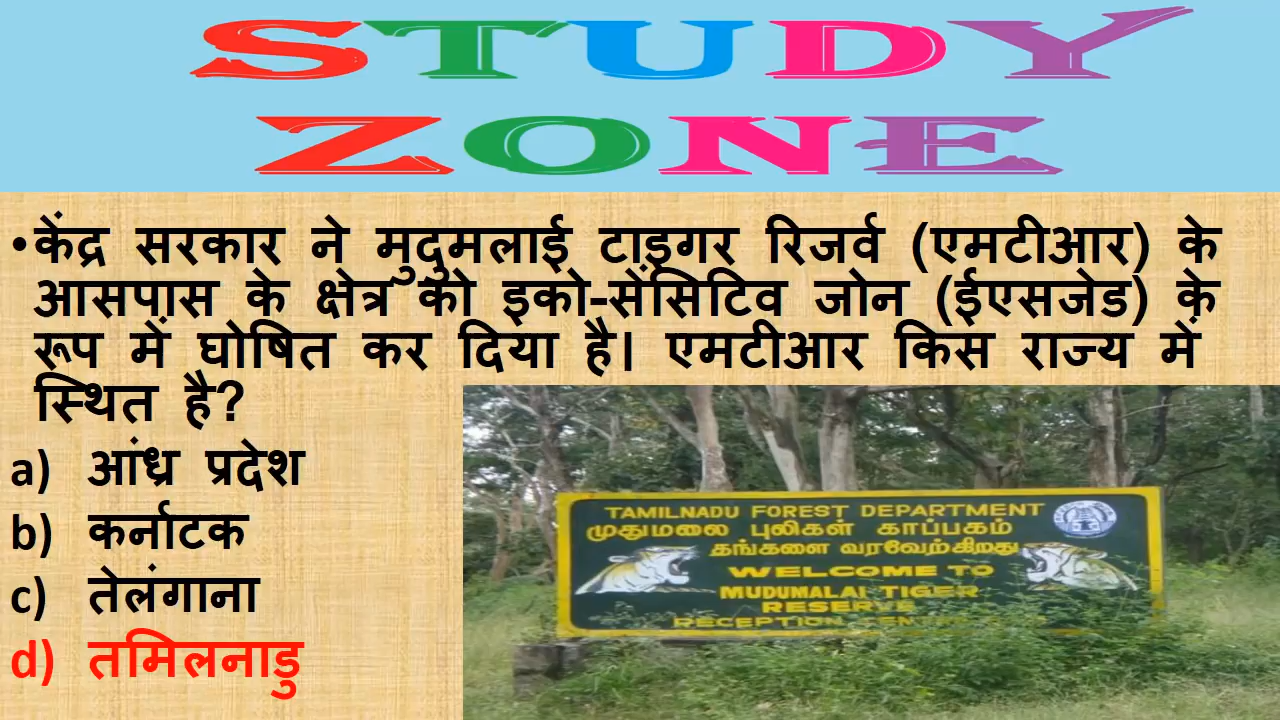 STUDY
ZONE
•केंद्र सरकार ने मुदुमलाई टाइगर रिजर्व (एमटीआर) के
आसपास के क्षेत्र को इको-सेंसिटिव जोन (ईएसजेड) के
रूप में घोषित कर दिया है। एमटीआर किस राज्य में
स्थित है?
a) आंध्र प्रदेश
b) कर्नाटक
c) तेलंगाना
d) तमिलनाडु
TAMILNADU FOREST DEPARTMENT
முதுமலை புலிகள் காப்பகம்
தங்களை வரவேற்கிறது
WELCOME TO
MUDUMALAI TIGER
RESERVE
RECEPTION